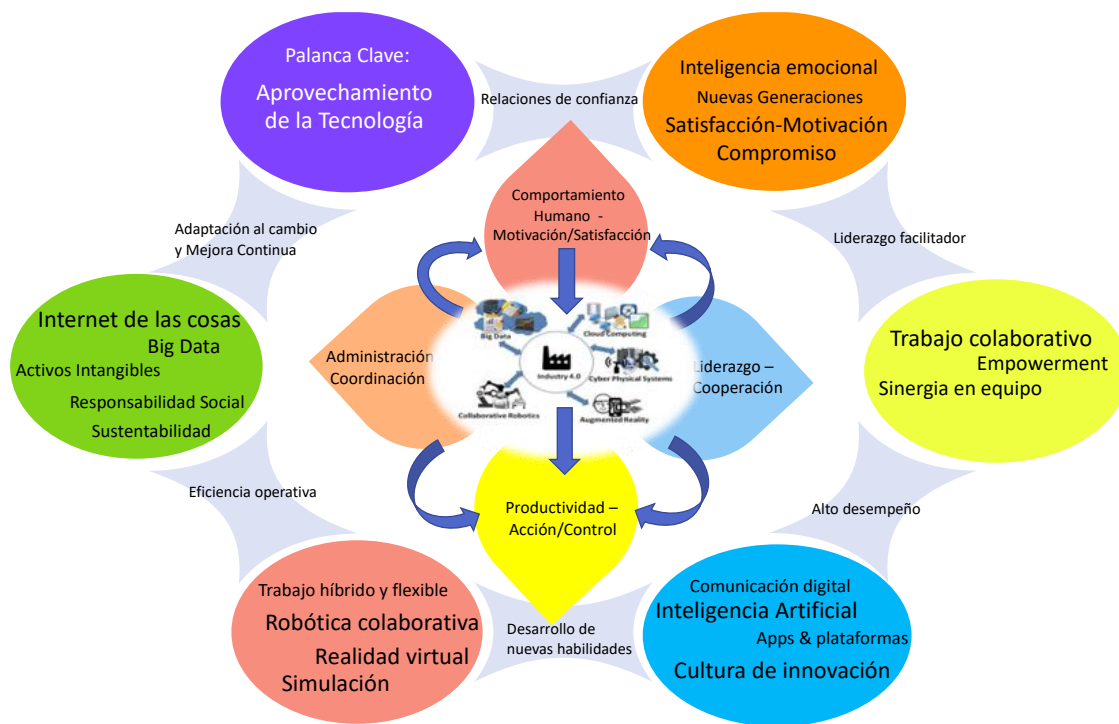 Palanca Clave:
Aprovechamiento
de la Tecnología
Relaciones de confianza
Inteligencia emocional
Nuevas Generaciones
Satisfacción-Motivación
Compromiso
Comportamiento
Humano -
Motivación/Satisfacción
Adaptación al cambio
y Mejora Continua
Liderazgo facilitador
Internet de las cosas
Big Data
Activos Intangibles
Responsabilidad Social
Sustentabilidad
Administración
Coordinación
Big Data
Cloud Computing
Industry 4.0
Cyber Physical Systems
Collaborative Robotics
Augmented Reality
Liderazgo –
Cooperación
Trabajo colaborativo
Empowerment
Sinergia en equipo
Eficiencia operativa
Productividad –
Acción/Control
Alto desempeño
Trabajo híbrido y flexible
Robótica colaborativa
Realidad virtual
Simulación
Desarrollo de
nuevas habilidades
Comunicación digital
Inteligencia Artificial
Apps & plataformas
Cultura de innovación